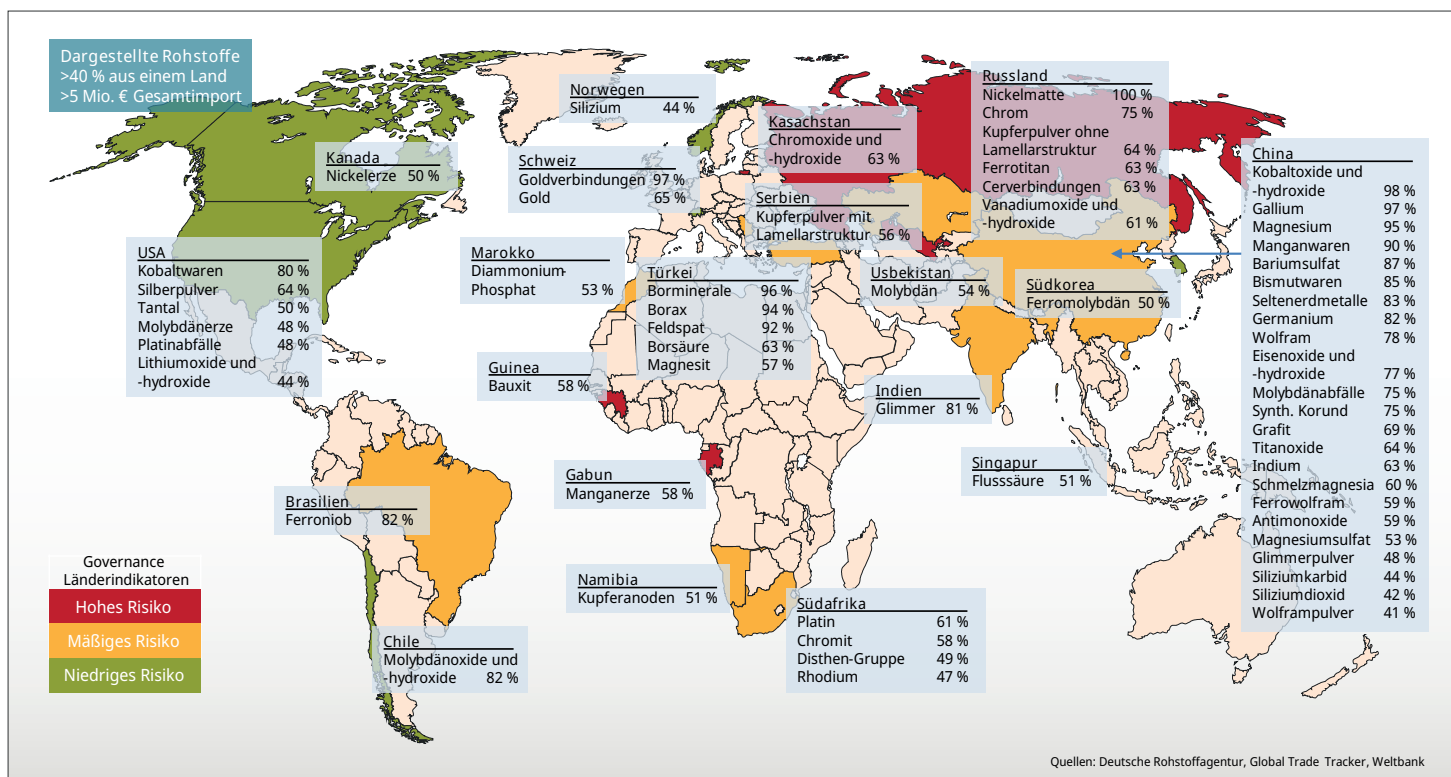 Dargestellte Rohstoffe
>40 % aus einem Land
>5 Mio. € Gesamtimport
Norwegen
Silizium 44 %
Kanada
Nickelerze 50 %
Schweiz
Goldverbindungen 97 %
Gold 65 %
Kasachstan
Chromoxide und
-hydroxide 63 %
Russland
Nickelmatte 100 %
Chrom 75 %
Kupferpulver ohne
Lamellarstruktur 64 %
Ferrotitan 63 %
Cerverbindungen 63 %
Vanadiumoxide und
-hydroxide 61 %
Serbien
Kupferpulver mit
Lamellarstruktur 56 %
USA
Kobaltwaren 80 %
Silberpulver 64 %
Tantal 50 %
Molybdänerze 48 %
Platinabfälle 48 %
Lithiumoxide und
-hydroxide 44 %
Marokko
Diammonium-
Phosphat 53 %
Türkei
Borminerale 96 %
Borax 94 %
Feldspat 92 %
Borsäure 63 %
Magnesit 57 %
Usbekistan
Molybdän 54 %
Südkorea
Ferromolybdän 50 %
China
Kobaltoxide und
-hydroxide 98 %
Gallium 97 %
Magnesium 95 %
Manganwaren 90 %
Bariumsulfat 87 %
Bismutwaren 85 %
Seltenerdmetalle 83 %
Germanium 82 %
Wolfram 78 %
Eisenoxide und
-hydroxide 77 %
Molybdänabfälle 75 %
Synth. Korund 75 %
Grafit 69 %
Titanoxide 64 %
Indium 63 %
Schmelzmagnesia 60 %
Ferrowolfram 59 %
Antimonoxide 59 %
Magnesiumsulfat 53 %
Glimmerpulver 48 %
Siliziumkarbid 44 %
Siliziumdioxid 42 %
Wolframpulver 41 %
Guinea
Bauxit 58 %
Indien
Glimmer 81 %
Gabun
Manganerze 58 %
Singapur
Flusssäure 51 %
Brasilien
Ferroniob 82 %
Namibia
Kupferanoden 51 %
Südafrika
Platin 61 %
Chromit 58 %
Disthen-Gruppe 49 %
Rhodium 47 %
Chile
Molybdänoxide und
-hydroxide 82 %
Governance
Länderindikatoren
Hohes Risiko
Mäßiges Risiko
Niedriges Risiko
Quellen: Deutsche Rohstoffagentur, Global Trade Tracker, Weltbank